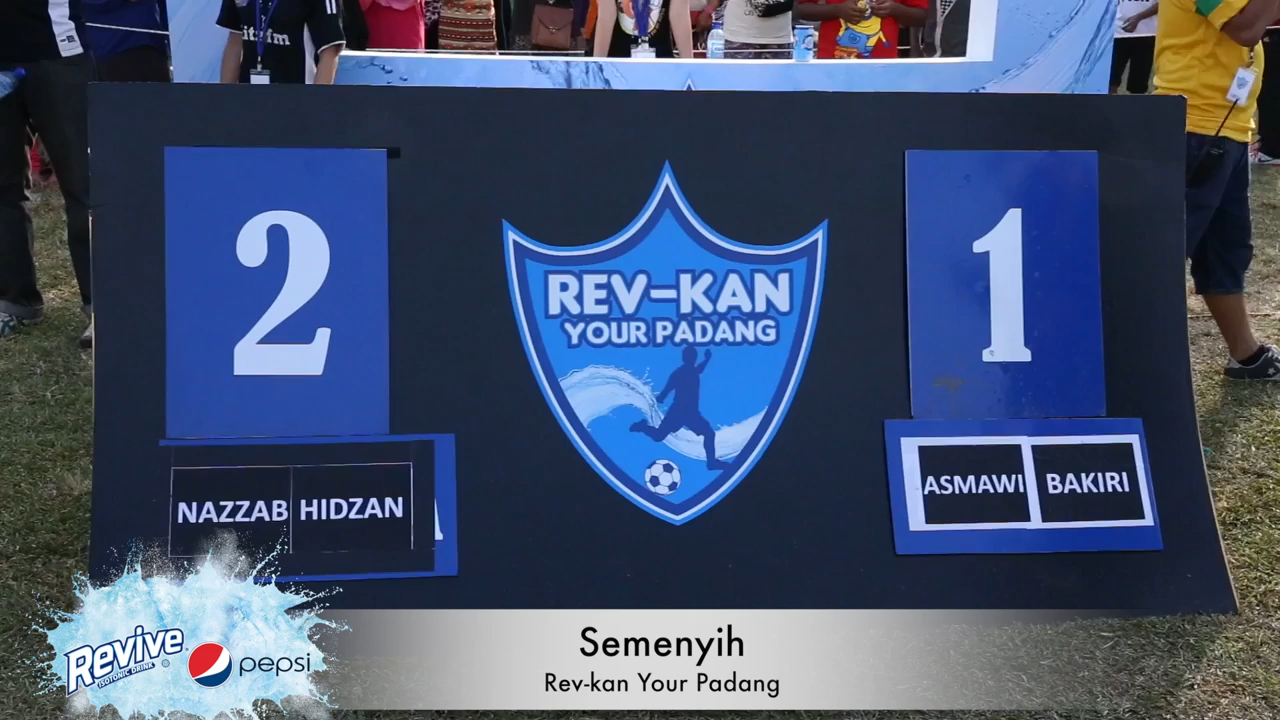 2
1
REV-KAN
YOUR PADANG
NAZZAB HIDZAN
ASMAWI BAKIRI
Revive
ISOTONIC DRINK
pepsi
Semenyih
Rev-kan Your Padang